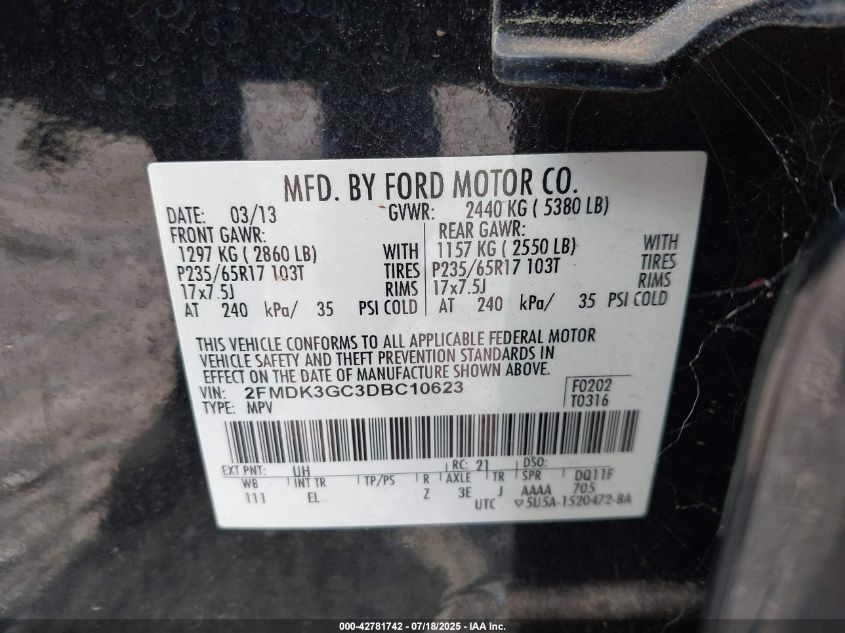 MFD. BY FORD MOTOR CO.
DATE: 03/13 GVWR: 2440 KG ( 5380 LB)
FRONT GAWR: REAR GAWR:
1297 KG ( 2860 LB) WITH 1157 KG ( 2550 LB) WITH
P235/65R17 103T TIRES P235/65R17 103T TIRES
17x7.5J RIMS 17x7.5J RIMS
AT 240 kPa/ 35 PSI COLD AT 240 kPa/ 35 PSI COLD
THIS VEHICLE CONFORMS TO ALL APPLICABLE FEDERAL MOTOR
VEHICLE SAFETY AND THEFT PREVENTION STANDARDS IN
EFFECT ON THE DATE OF MANUFACTURE SHOWN ABOVE.
VIN: 2FMDK3GC3DBC10623 F0202
TYPE: MPV T0316
EXT PNT: UH RC: 21 DSO:
WB INT TR TP/PS R AXLE TR SPR DQ11F
111 EL Z 3E J AAAA 705
UTC ▽5U5A-1520472-BA
000-42781742 / 07/18/2025 - IAA Inc.